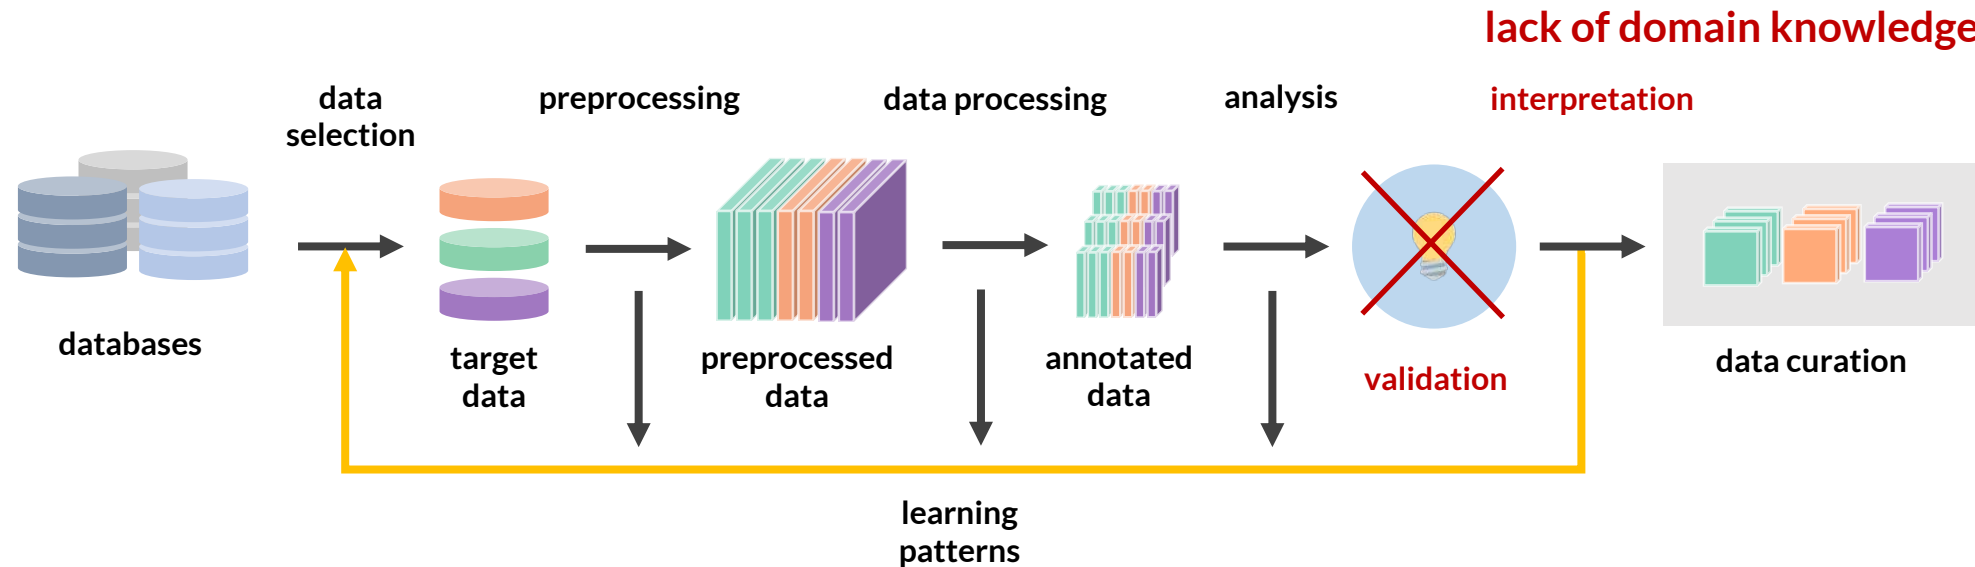 lack of domain knowledge
data
selection
preprocessing
data processing
analysis
interpretation
databases
target
data
preprocessed
data
annotated
data
validation
data curation
learning
patterns